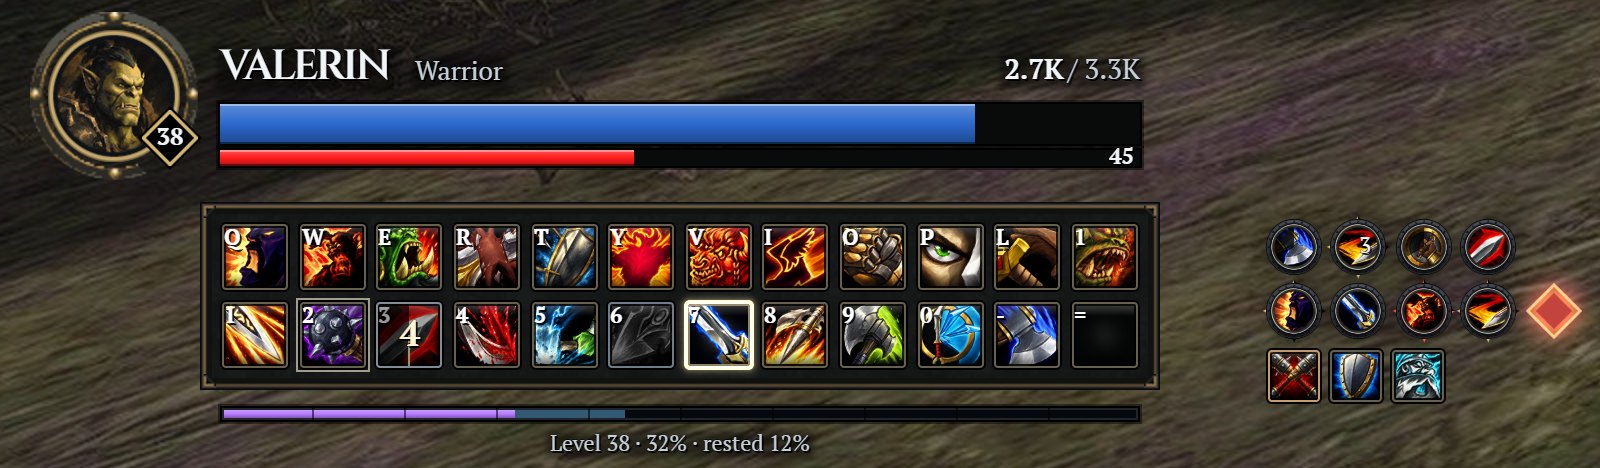 VALERIN Warrior 2.7K / 3.3K
38
45
Q W E R T Y V I O P L 1
1 2 3 4 4 5 6 7 8 9 0 - =
3
Level 38 · 32% · rested 12%